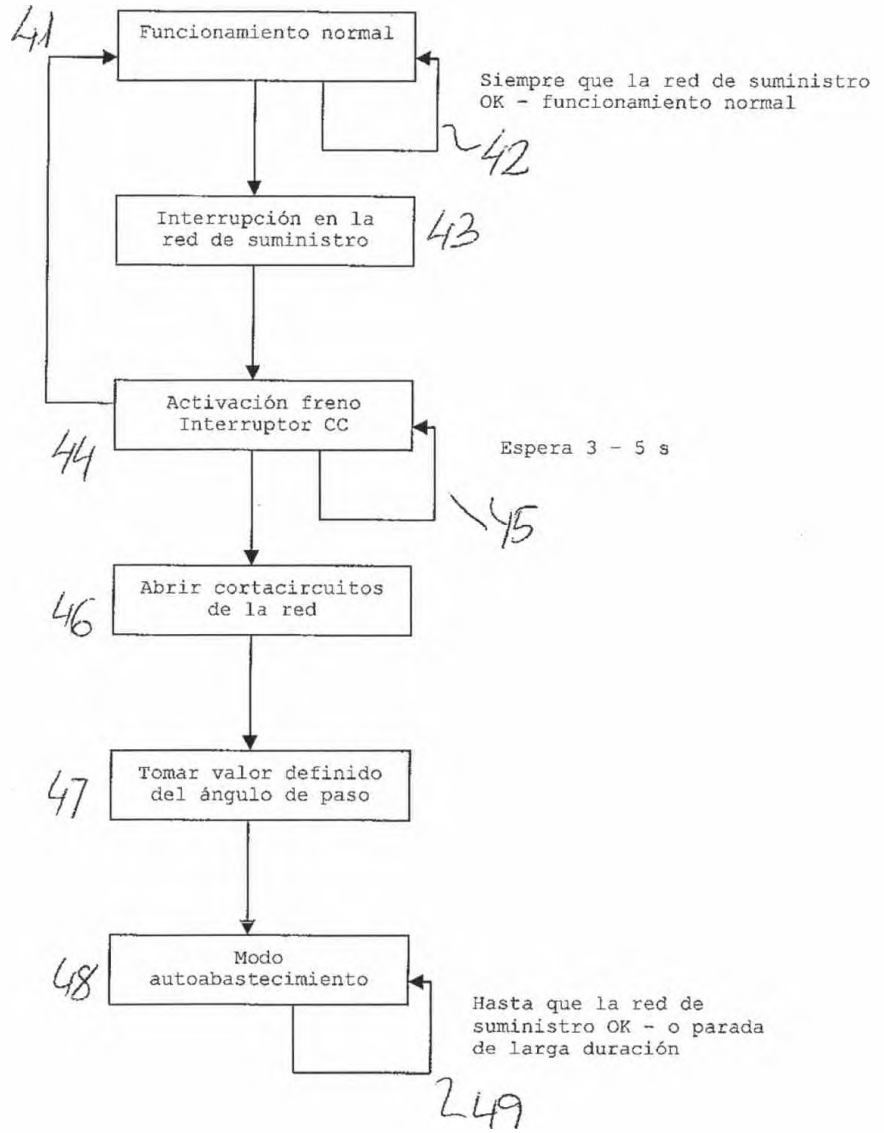 41
Funcionamiento normal
Siempre que la red de suministro
OK - funcionamiento normal
42
Interrupción en la
red de suministro
43
Activación freno
Interruptor CC
44
Espera 3 - 5 s
45
Abrir cortacircuitos
de la red
46
Tomar valor definido
del ángulo de paso
47
Modo
autoabastecimiento
48
Hasta que la red de
suministro OK - o parada
de larga duración
49